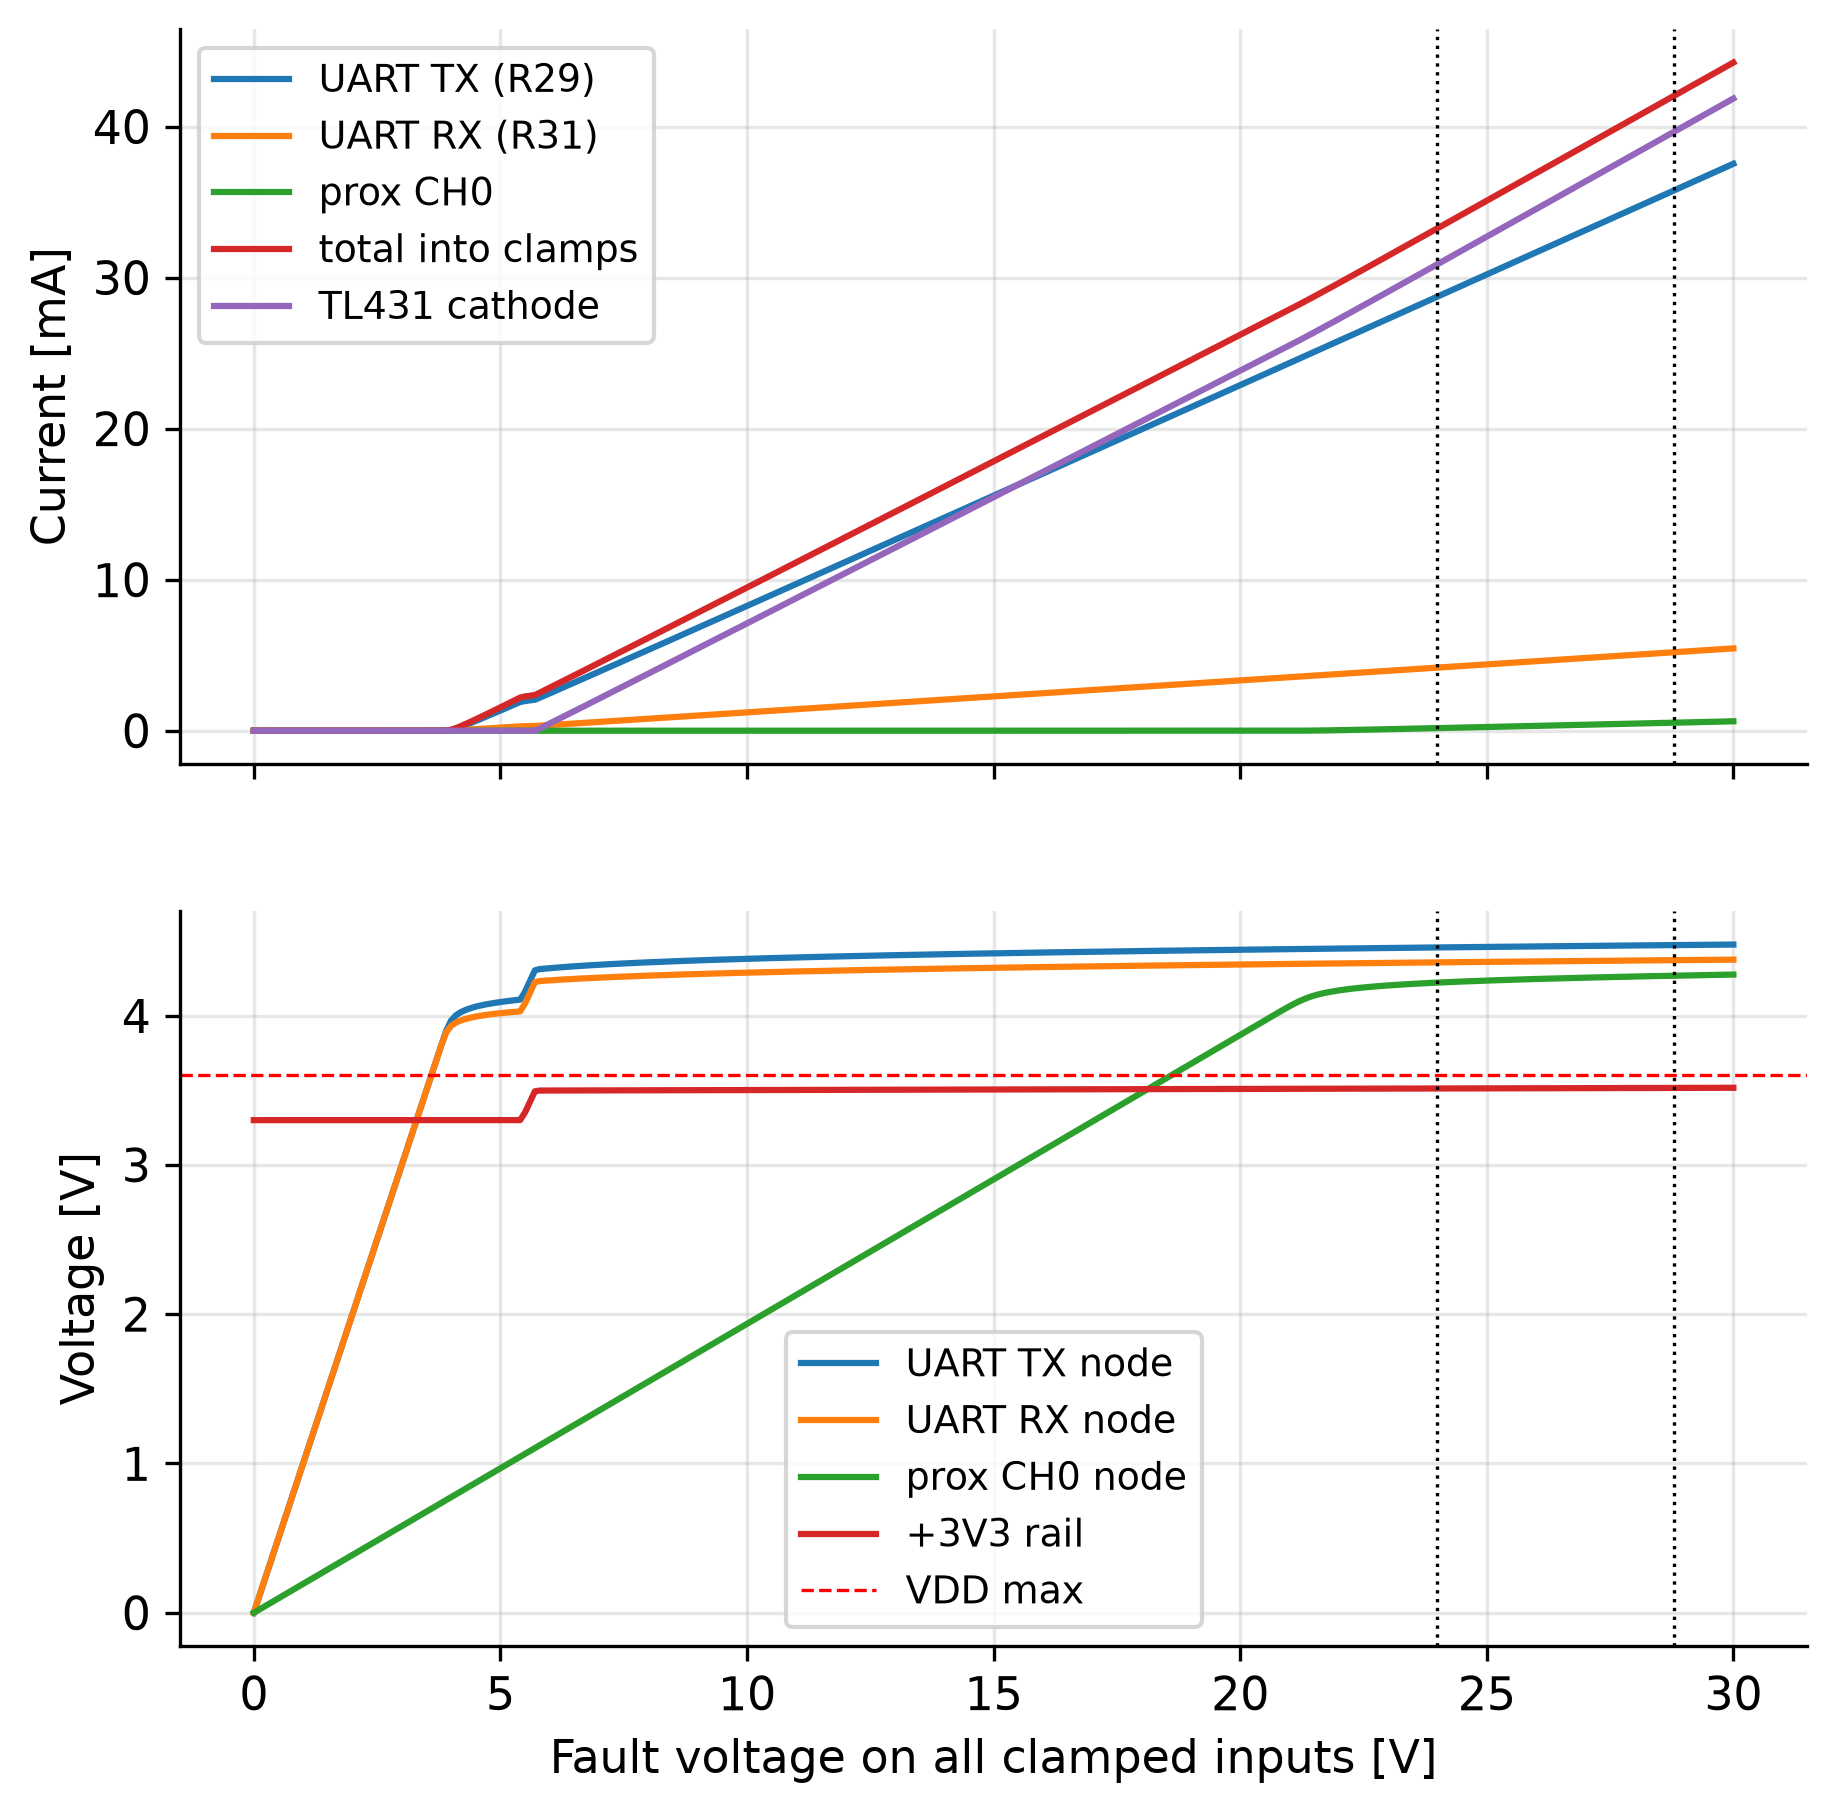 UART TX (R29)
UART RX (R31)
prox CH0
total into clamps
TL431 cathode
Current [mA]
40
30
20
10
0
Voltage [V]
4
3
2
1
0
UART TX node
UART RX node
prox CH0 node
+3V3 rail
VDD max
0 5 10 15 20 25 30
Fault voltage on all clamped inputs [V]